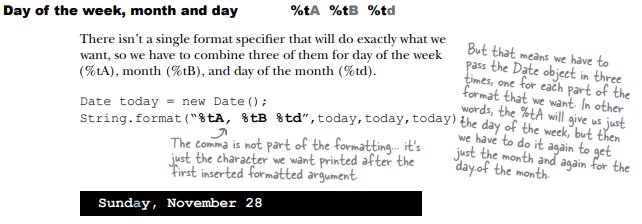 Day of the week, month and day %tA %tB %td
There isn't a single format specifier that will do exactly what we
want, so we have to combine three of them for day of the week
(%tA), month (%tB), and day of the month (%td).
Date today = new Date();
String.format("%tA, %tB %td",today,today,today);
The comma is not part of the formatting... it's
just the character we want printed after the
first inserted formatted argument.
But that means we have to
pass the Date object in three
times, one for each part of the
format that we want. In other
words, the %tA will give us just
the day of the week, but then
we have to do it again to get
just the month and again for the
day of the month.
Sunday, November 28